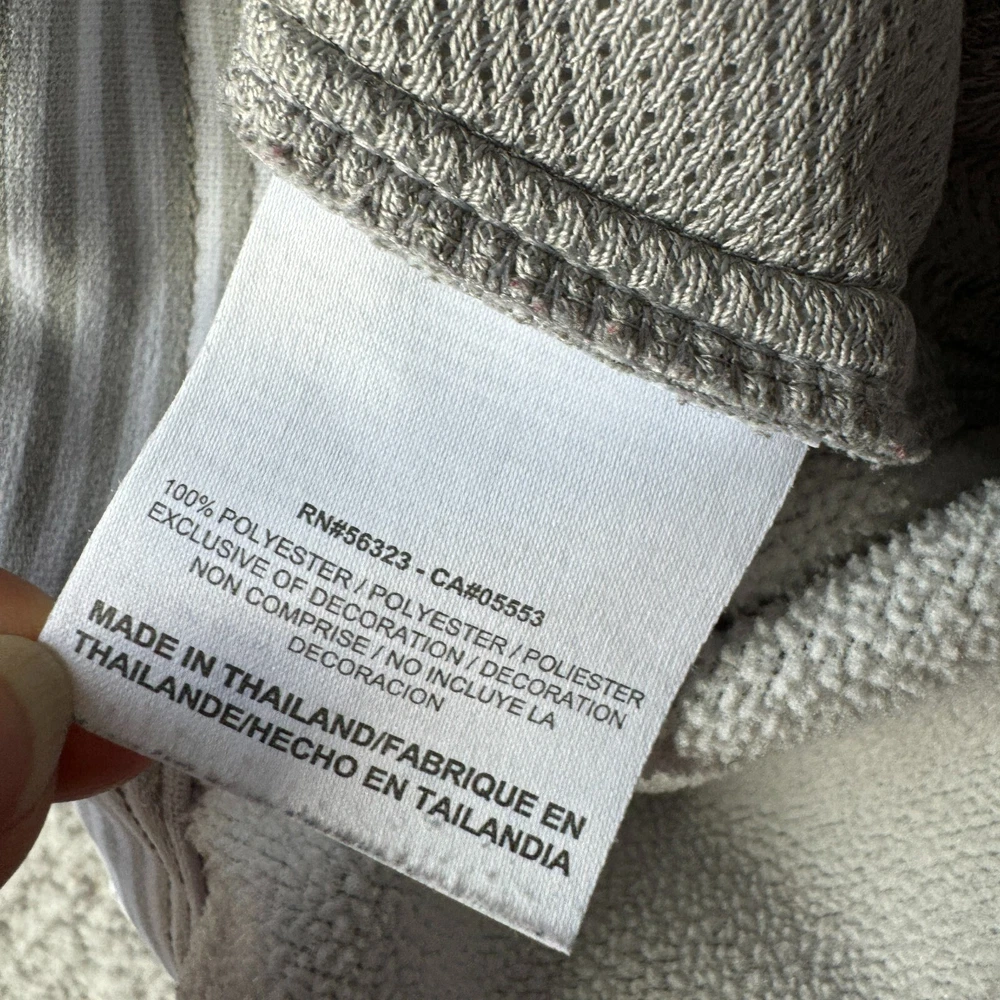 RN#56323 - CA#05553
100% POLYESTER / POLYESTER / POLIESTER
EXCLUSIVE OF DECORATION / DECORATION
NON COMPRISE / NO INCLUYE LA
DECORACION
MADE IN THAILAND/FABRIQUE EN
THAILANDE/HECHO EN TAILANDIA